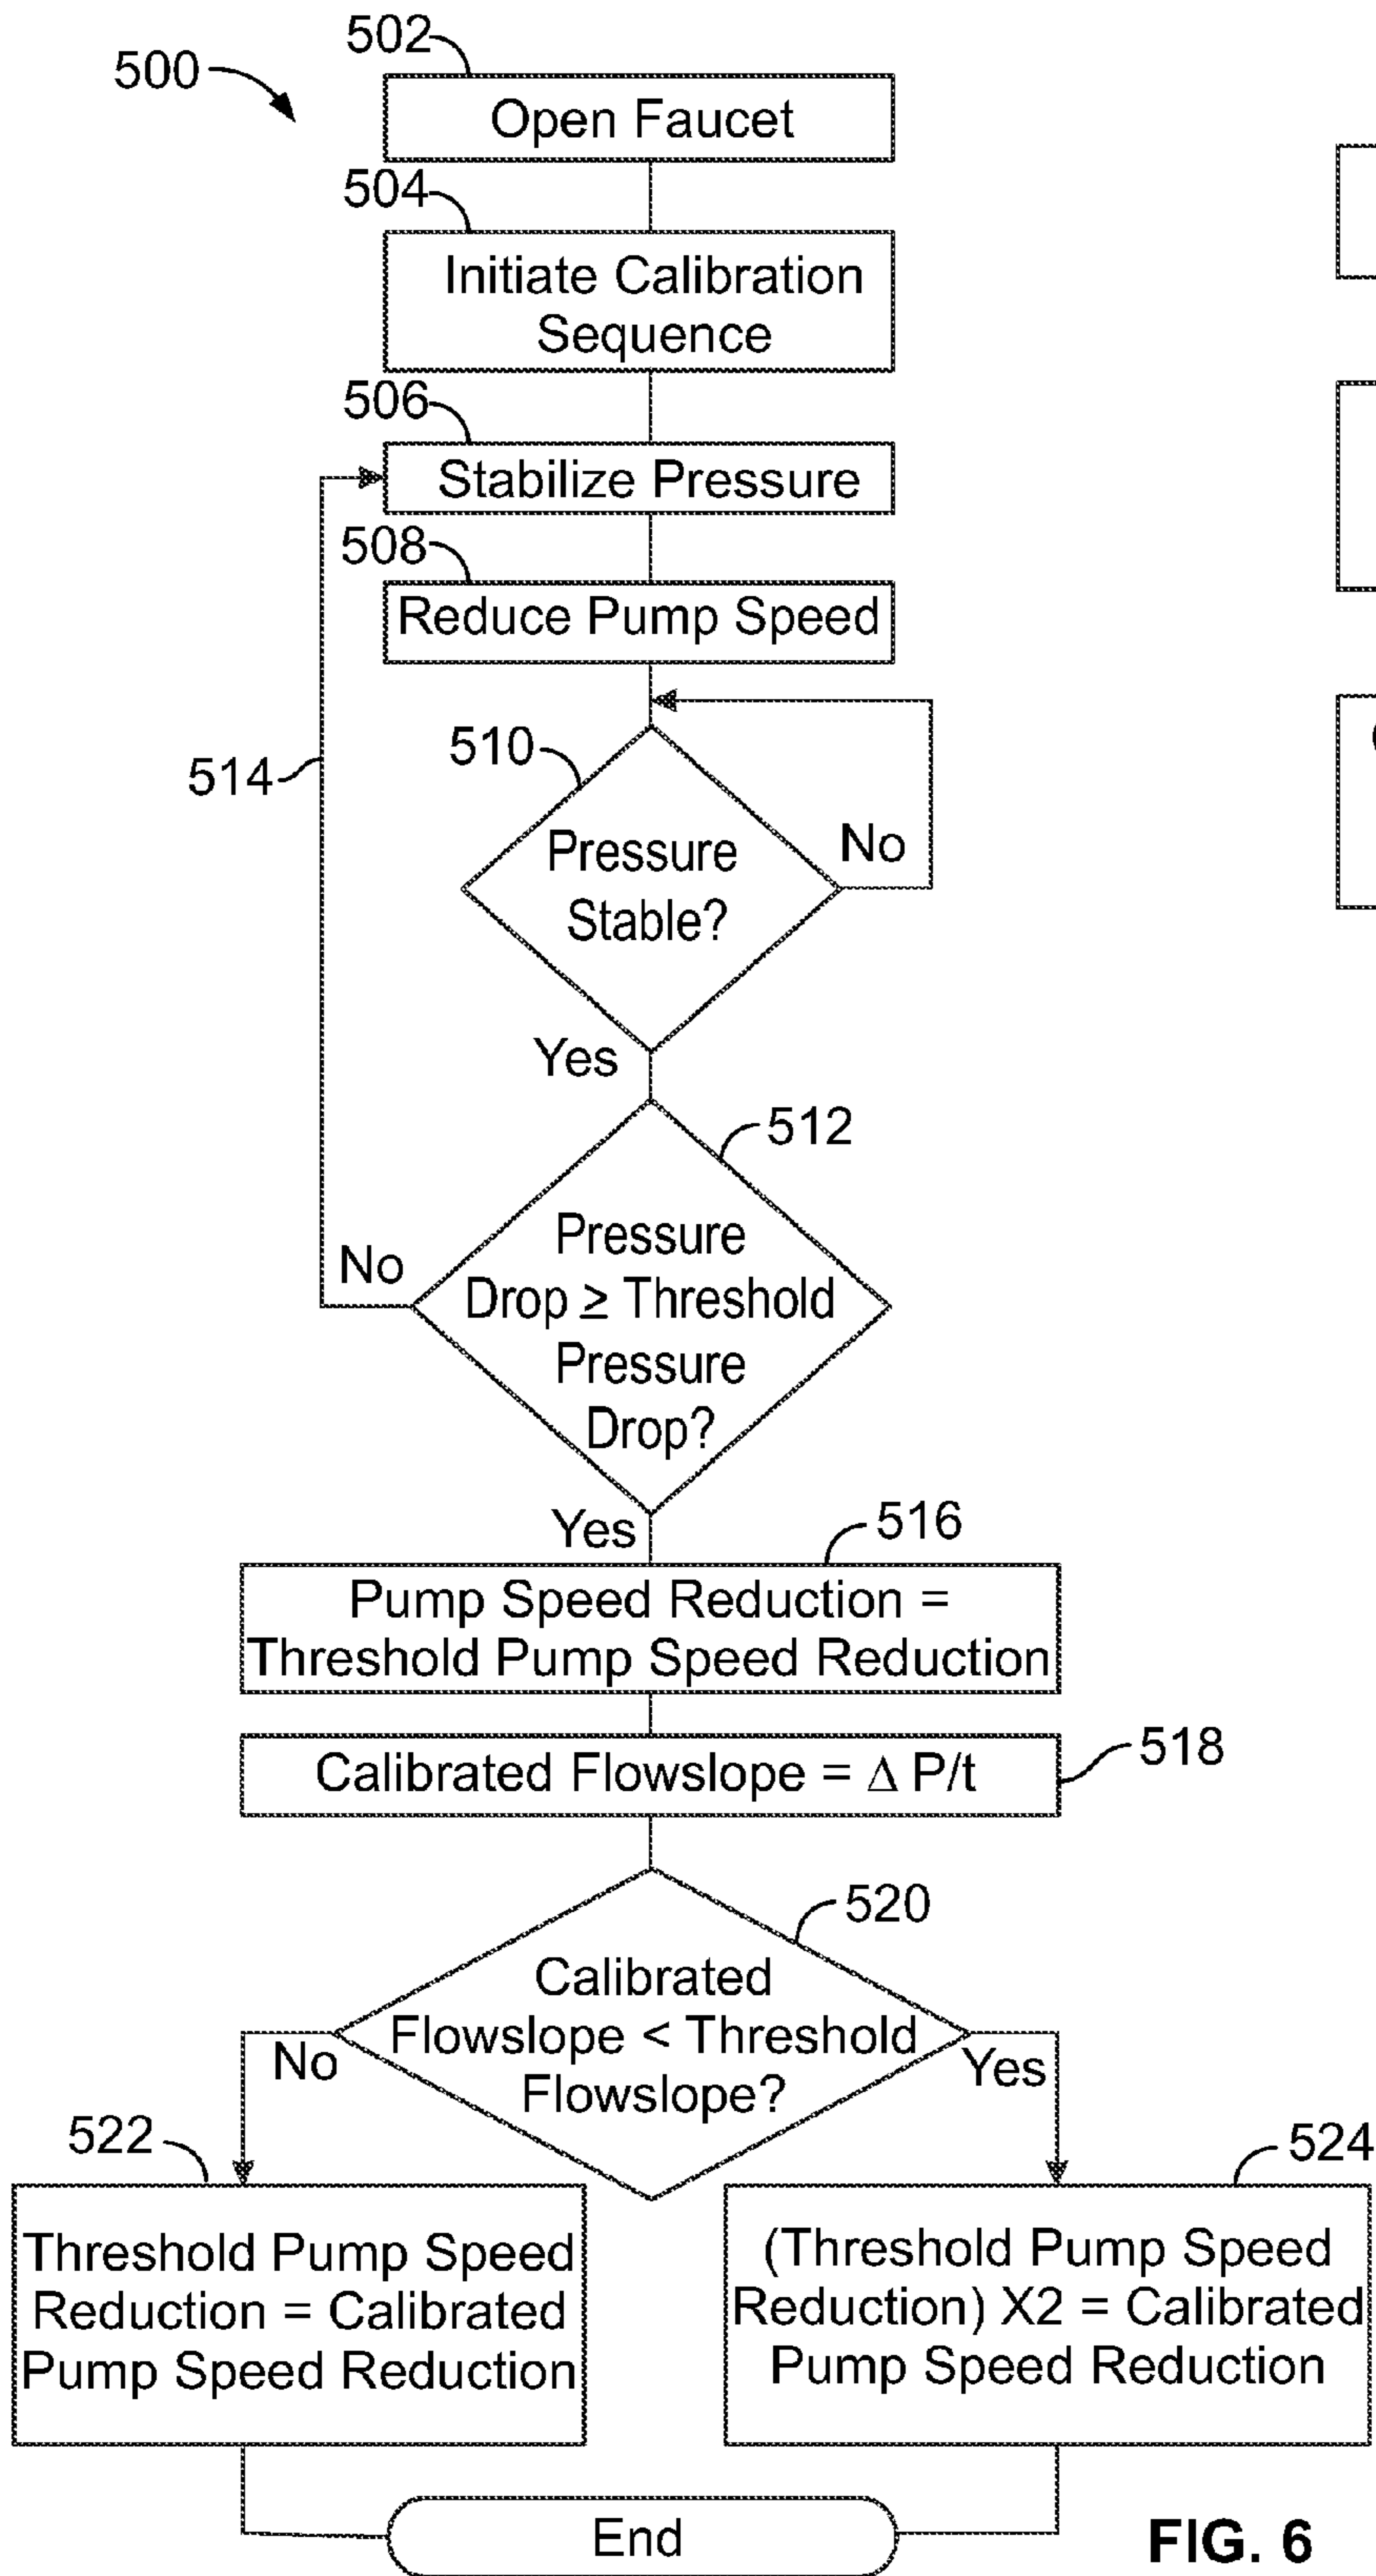 502
500
Open Faucet
504
Initiate Calibration
Sequence
506
Stabilize Pressure
508
Reduce Pump Speed
510
514
Pressure
Stable?
No
Yes
512
Pressure
Drop ≥ Threshold
Pressure
Drop?
No
Yes
516
Pump Speed Reduction =
Threshold Pump Speed Reduction
518
Calibrated Flowslope = Δ P/t
520
Calibrated
Flowslope < Threshold
Flowslope?
No
Yes
522
524
Threshold Pump Speed
Reduction = Calibrated
Pump Speed Reduction
(Threshold Pump Speed
Reduction) X2 = Calibrated
Pump Speed Reduction
End
FIG. 6